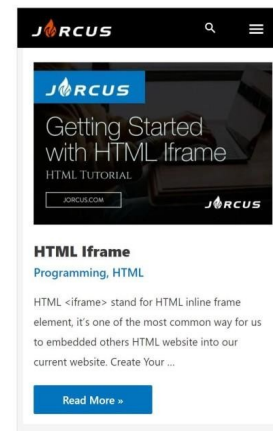 JORCUS
JORCUS
Getting Started
with HTML Iframe
HTML TUTORIAL
JORCUS.COM
JORCUS
HTML Iframe
Programming, HTML
HTML <iframe> stand for HTML inline frame
element, it's one of the most common way for us
to embedded others HTML website into our
current website. Create Your ...
Read More »